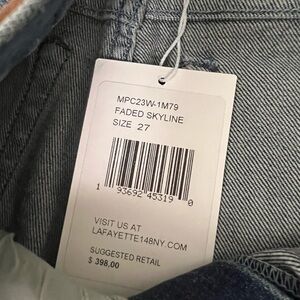 MPC23W-1M79
FADED SKYLINE
SIZE 27
1 93692 45319 0
VISIT US AT
LAFAYETTE148NY.COM
SUGGESTED RETAIL
$ 398.00